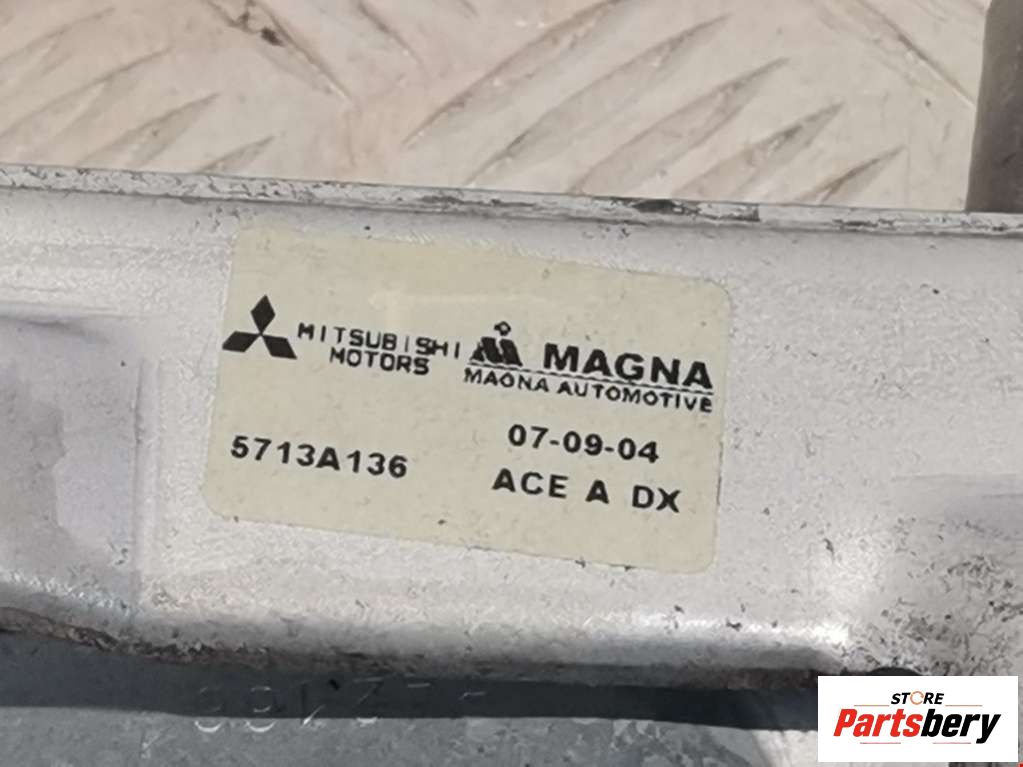 MITSUBISHI
MOTORS
MAGNA
MAGNA AUTOMOTIVE
07-09-04
5713A136
ACE A DX
STORE
Partsbery